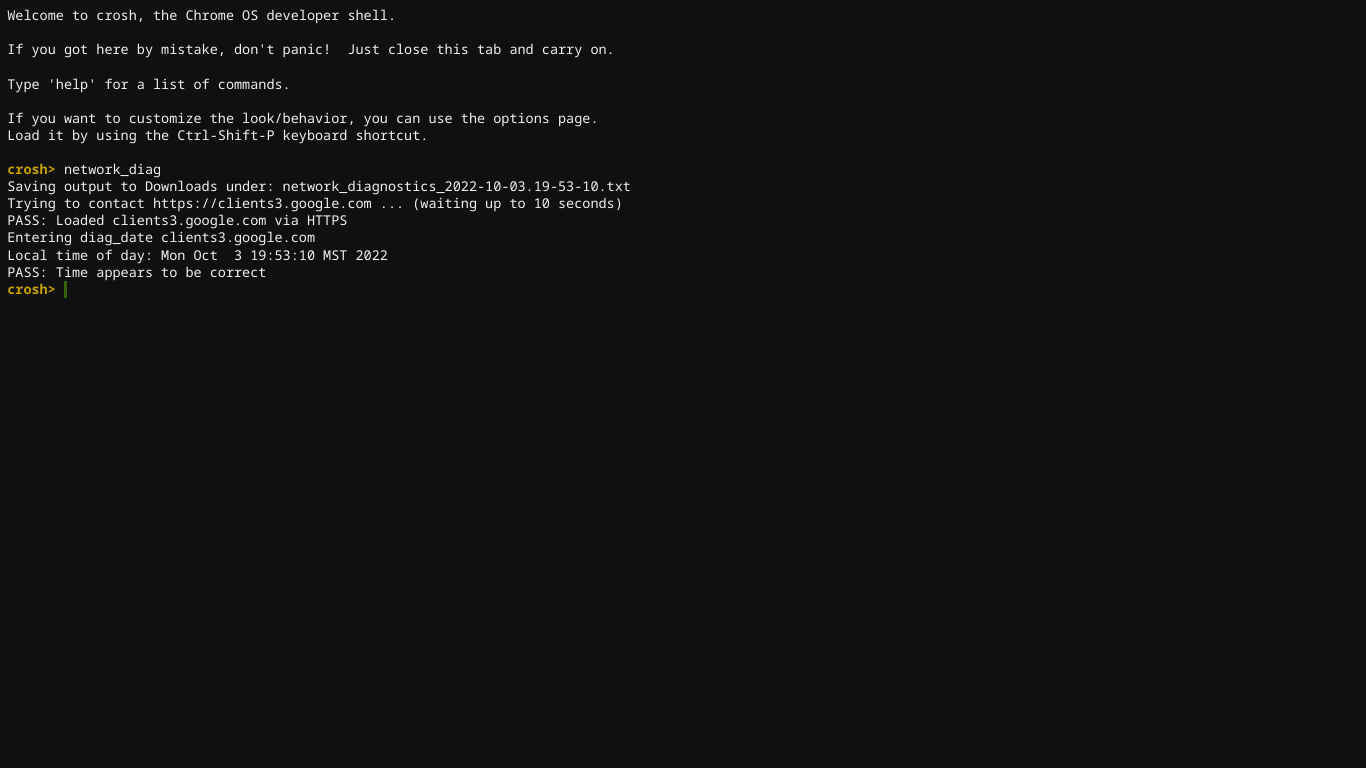 Welcome to crosh, the Chrome OS developer shell.
If you got here by mistake, don't panic!  Just close this tab and carry on.
Type 'help' for a list of commands.
If you want to customize the look/behavior, you can use the options page.
Load it by using the Ctrl-Shift-P keyboard shortcut.
crosh> network_diag
Saving output to Downloads under: network_diagnostics_2022-10-03.19-53-10.txt
Trying to contact https://clients3.google.com ... (waiting up to 10 seconds)
PASS: Loaded clients3.google.com via HTTPS
Entering diag_date clients3.google.com
Local time of day: Mon Oct  3 19:53:10 MST 2022
PASS: Time appears to be correct
crosh>